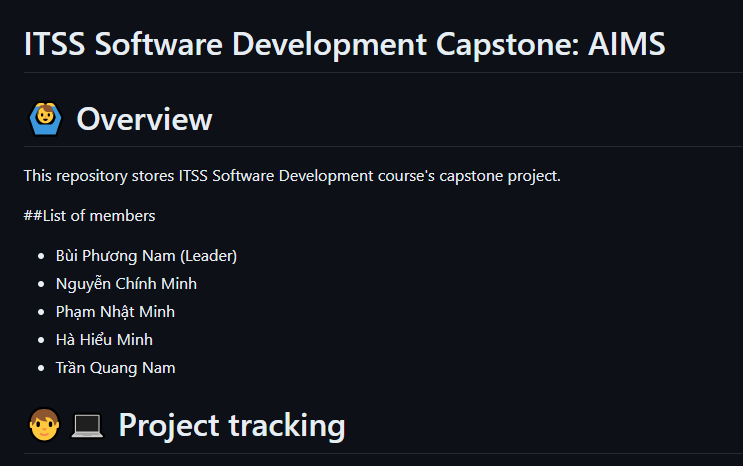 ITSS Software Development Capstone: AIMS
🙆‍♂️ Overview
This repository stores ITSS Software Development course's capstone project.
##List of members
• Bùi Phương Nam (Leader)
• Nguyễn Chính Minh
• Phạm Nhật Minh
• Hà Hiểu Minh
• Trần Quang Nam
🧑💻 Project tracking